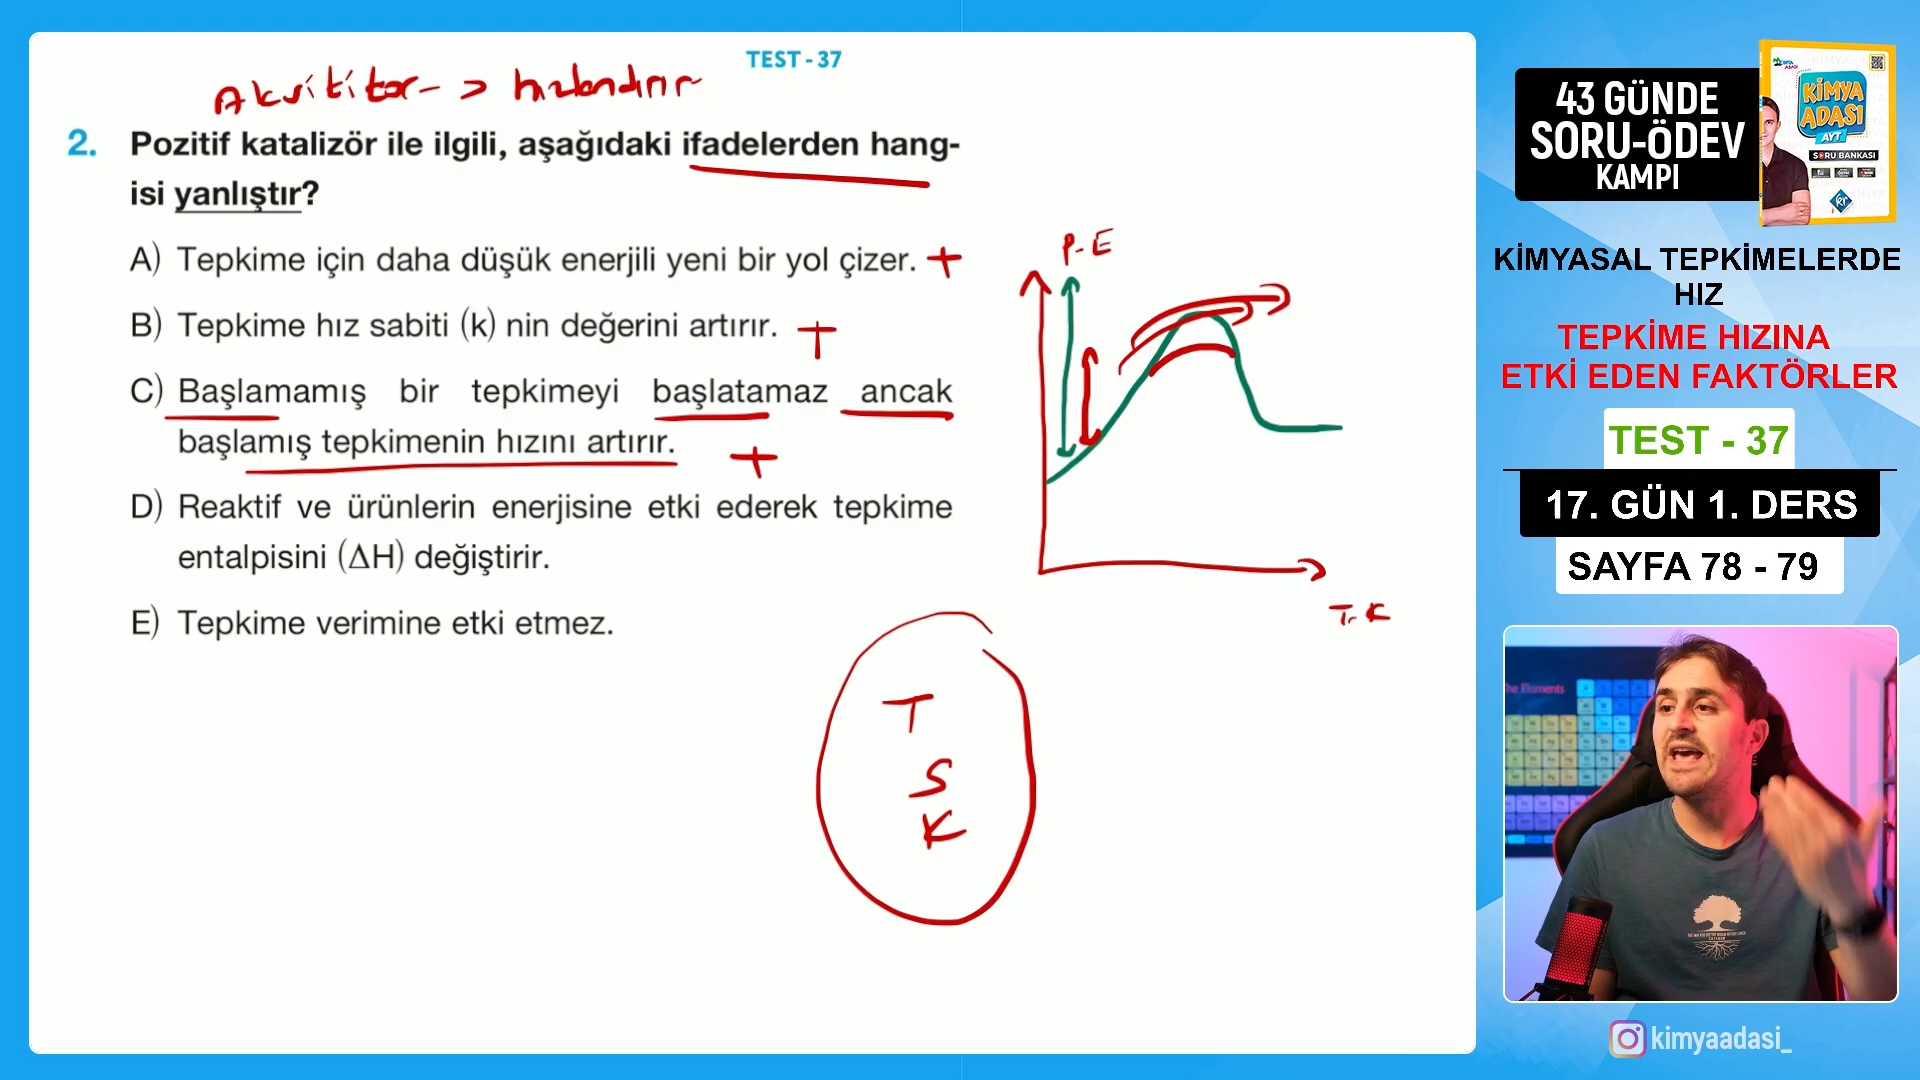 TEST - 37
hızlandırır
2. Pozitif katalizör ile ilgili, aşağıdaki ifadelerden hang-
isi yanlıştır?
A) Tepkime için daha düşük enerjili yeni bir yol çizer. +
B) Tepkime hız sabiti (k) nin değerini artırır. +
C) Başlamamış bir tepkimeyi başlatamaz ancak
başlamış tepkimenin hızını artırır. +
D) Reaktif ve ürünlerin enerjisine etki ederek tepkime
entalpisini (ΔH) değiştirir.
E) Tepkime verimine etki etmez.
P-E
T.K
T
S
K
43 GÜNDE
SORU-ÖDEV
KAMPI
KİMYA
ADASI
AYT
SORU BANKASI
kr
KİMYASAL TEPKİMELERDE
HIZ
TEPKİME HIZINA
ETKİ EDEN FAKTÖRLER
TEST - 37
17. GÜN 1. DERS
SAYFA 78 - 79
he Elements
kimyaadasi_